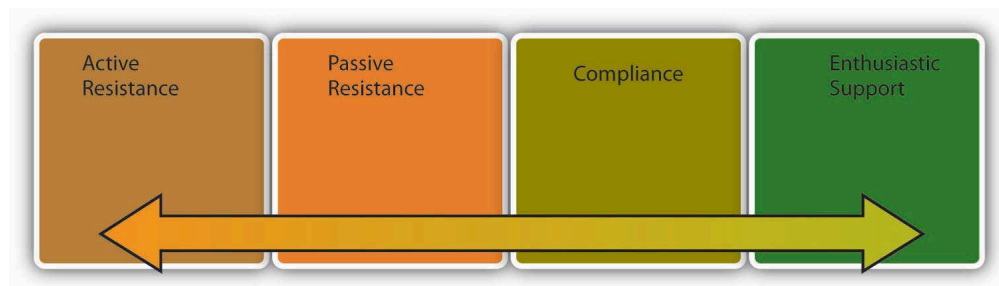 Active
Resistance
Passive
Resistance
Compliance
Enthusiastic
Support